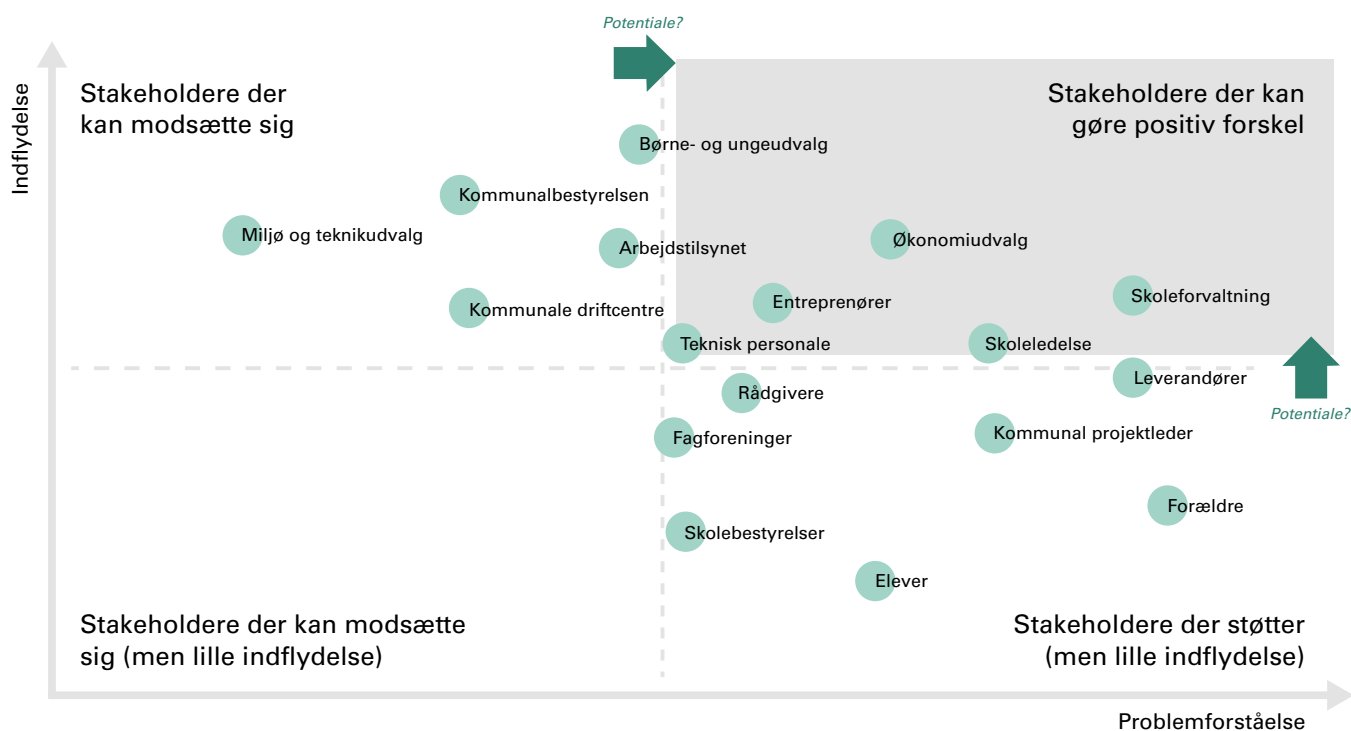 Potentiale?
Indflydelse
Stakeholdere der
kan modsætte sig
Stakeholdere der kan
gøre positiv forskel
Børne- og ungeudvalg
Kommunalbestyrelsen
Miljø og teknikudvalg
Arbejdstilsynet
Økonomiudvalg
Kommunale driftcentre
Entreprenører
Skoleforvaltning
Teknisk personale
Skoleledelse
Leverandører
Rådgivere
Potentiale?
Fagforeninger
Kommunal projektleder
Forældre
Skolebestyrelser
Elever
Stakeholdere der kan modsætte
sig (men lille indflydelse)
Stakeholdere der støtter
(men lille indflydelse)
Problemforståelse